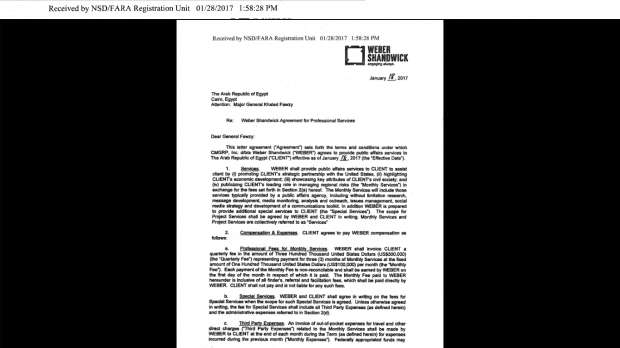 Received by NSD/FARA Registration Unit 01/28/2017 1:58:28 PM
Received by NSD/FARA Registration Unit 01/28/2017 1:58:28 PM
WEBER
SHANDWICK
engaging always
January 18, 2017
The Arab Republic of Egypt
Cairo, Egypt
Attention: Major General Khaled Fawzy
Re: Weber Shandwick Agreement for Professional Services
Dear General Fawzy:
This letter agreement ("Agreement") sets forth the terms and conditions under which
CMGRP, Inc. d/b/a Weber Shandwick ("WEBER") agrees to provide public affairs services to
The Arab Republic of Egypt ("CLIENT") effective as of January 18, 2017 (the "Effective Date").
1. Services. WEBER shall provide public affairs services to CLIENT to assist
client by (i) promoting CLIENT's strategic partnership with the United States, (ii) highlighting
CLIENT's economic development; (iii) showcasing key attributes of CLIENT's civil society; and
(iv) publicizing CLIENT's leading role in managing regional risks (the "Monthly Services") in
exchange for the fees set forth in Section 2(a) hereof. The Monthly Services will include those
services typically provided by a public affairs agency, including without limitation research,
message development, media monitoring, analysis and outreach, issues management, social
media strategy and development of a communications toolkit. In addition WEBER is prepared
to provide additional special services to CLIENT (the "Special Services"). The scope for
Project Services shall be agreed by WEBER and CLIENT in writing. Monthly Services and
Project Services are collectively referred to as "Services"
2. Compensation & Expenses. CLIENT agrees to pay WEBER compensation as
follows:
a. Professional Fees for Monthly Services. WEBER shall invoice CLIENT a
quarterly fee in the amount of Three Hundred Thousand United States Dollars (US$300,000)
(the "Quarterly Fee") representing payment for three (3) months of Monthly Services at the fixed
amount of One Hundred Thousand United States Dollars (US$100,000) per month (the "Monthly
Fee"). Each payment of the Monthly Fee is non-reconcilable and shall be earned by WEBER on
the first day of the month in respect of which it is paid. The Monthly Fee paid to WEBER
hereunder is inclusive of all finder's, referral and facilitation fees, which shall be paid directly by
WEBER. CLIENT shall not pay and is not liable for any such fees.
b. Special Services. WEBER and CLIENT shall agree in writing on the fees for
Special Services when the scope for such Special Services is agreed. Unless otherwise agreed
in writing, the fee for Special Services shall include all Third Party Expenses (as defined herein)
and the administrative expenses referred to in Section 2(d).
c. Third Party Expenses. An invoice of out-of-pocket expenses for travel and other
direct charges ("Third Party Expenses") related to the Monthly Services shall be made by
WEBER to CLIENT at the end of each month during the Term (as defined herein) for expenses
incurred during the previous month ("Monthly Expenses"). Federally appropriated funds may